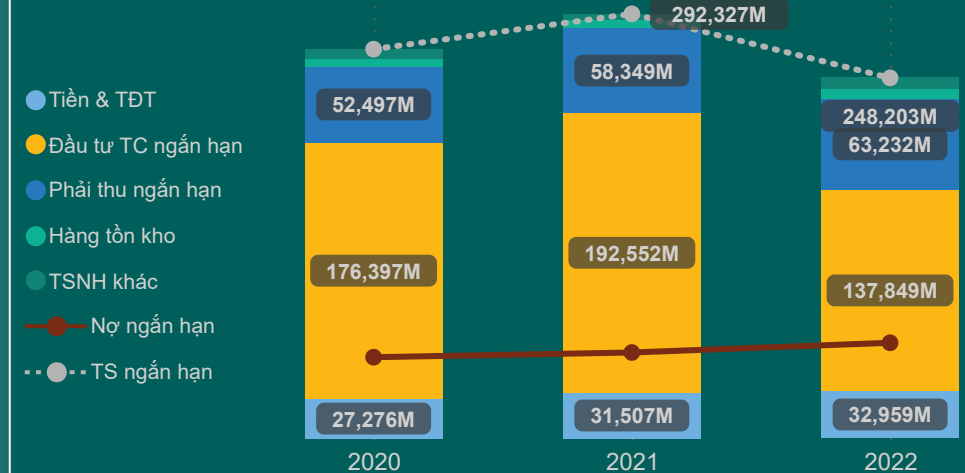 292,327M
58,349M
52,497M
248,203M
63,232M
Tiền & TĐT
Đầu tư TC ngắn hạn
Phải thu ngắn hạn
Hàng tồn kho
TSNH khác
Nợ ngắn hạn
TS ngắn hạn
176,397M
192,552M
137,849M
27,276M
31,507M
32,959M
2020
2021
2022